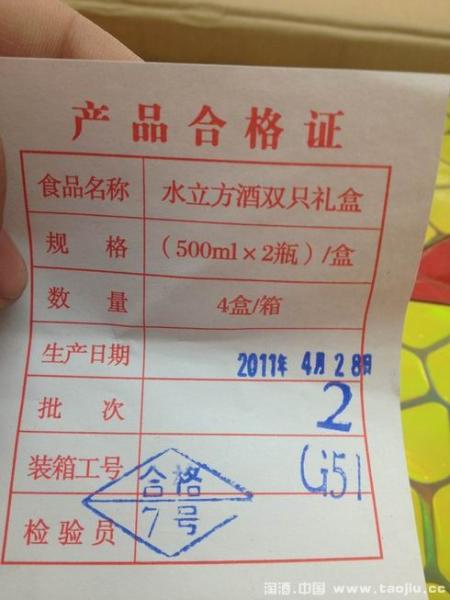 产品合格证
食品名称 水立方酒双只礼盒
规 格 (500ml×2瓶)/盒
数 量 4盒/箱
生产日期 2011年 4月28日
批 次 2
装箱工号 G51
检验员 合格
7号
淘酒.中国 www.taojiu.cc